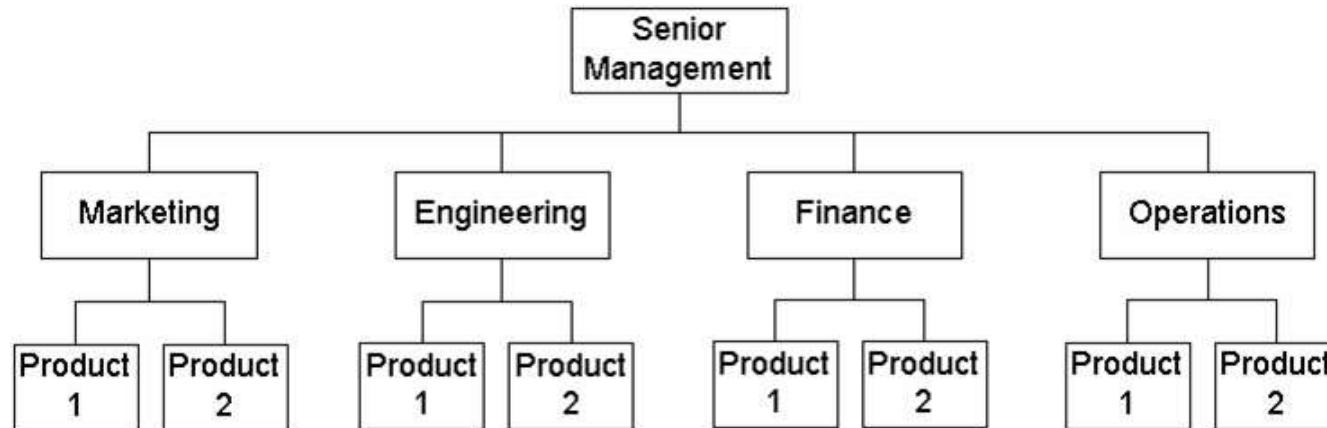 Senior
Management
Marketing
Engineering
Finance
Operations
Product
1
Product
2
Product
1
Product
2
Product
1
Product
2
Product
1
Product
2